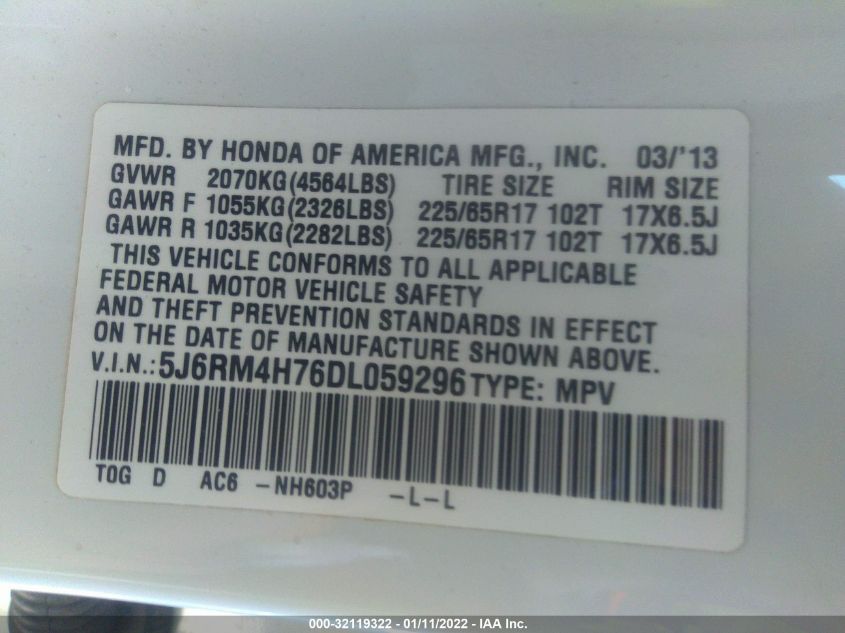 MFD. BY HONDA OF AMERICA MFG., INC. 03/'13
GVWR 2070KG(4564LBS) TIRE SIZE RIM SIZE
GAWR F 1055KG(2326LBS) 225/65R17 102T 17X6.5J
GAWR R 1035KG(2282LBS) 225/65R17 102T 17X6.5J
THIS VEHICLE CONFORMS TO ALL APPLICABLE
FEDERAL MOTOR VEHICLE SAFETY
AND THEFT PREVENTION STANDARDS IN EFFECT
ON THE DATE OF MANUFACTURE SHOWN ABOVE.
V.I.N.: 5J6RM4H76DL059296 TYPE: MPV
T0G D AC6 -NH603P -L-L
000-32119322 - 01/11/2022 - IAA Inc.